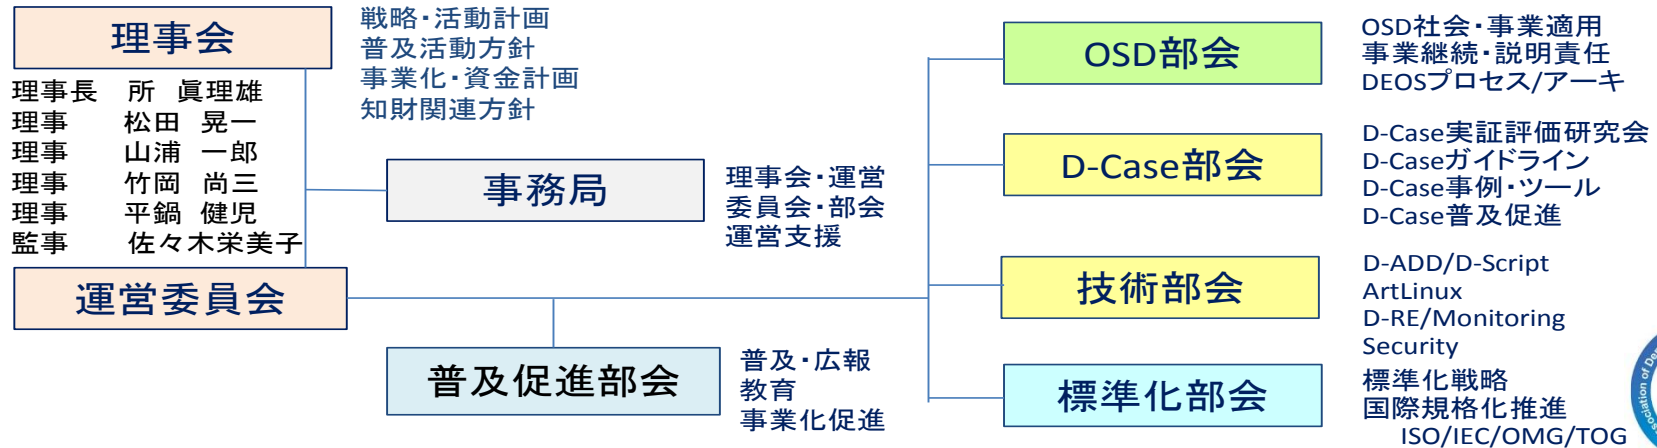 理事会
戦略・活動計画
普及活動方針
事業化・資金計画
知財関連方針
理事長 所 眞理雄
理事 松田 晃一
理事 山浦 一郎
理事 竹岡 尚三
理事 平鍋 健児
監事 佐々木栄美子
事務局
理事会・運営
委員会・部会
運営支援
運営委員会
普及促進部会
普及・広報
教育
事業化促進
OSD部会
OSD社会・事業適用
事業継続・説明責任
DEOSプロセス/アーキ
D-Case部会
D-Case実証評価研究会
D-Caseガイドライン
D-Case事例・ツール
D-Case普及促進
技術部会
D-ADD/D-Script
ArtLinux
D-RE/Monitoring
Security
標準化部会
標準化戦略
国際規格化推進
ISO/IEC/OMG/TOG